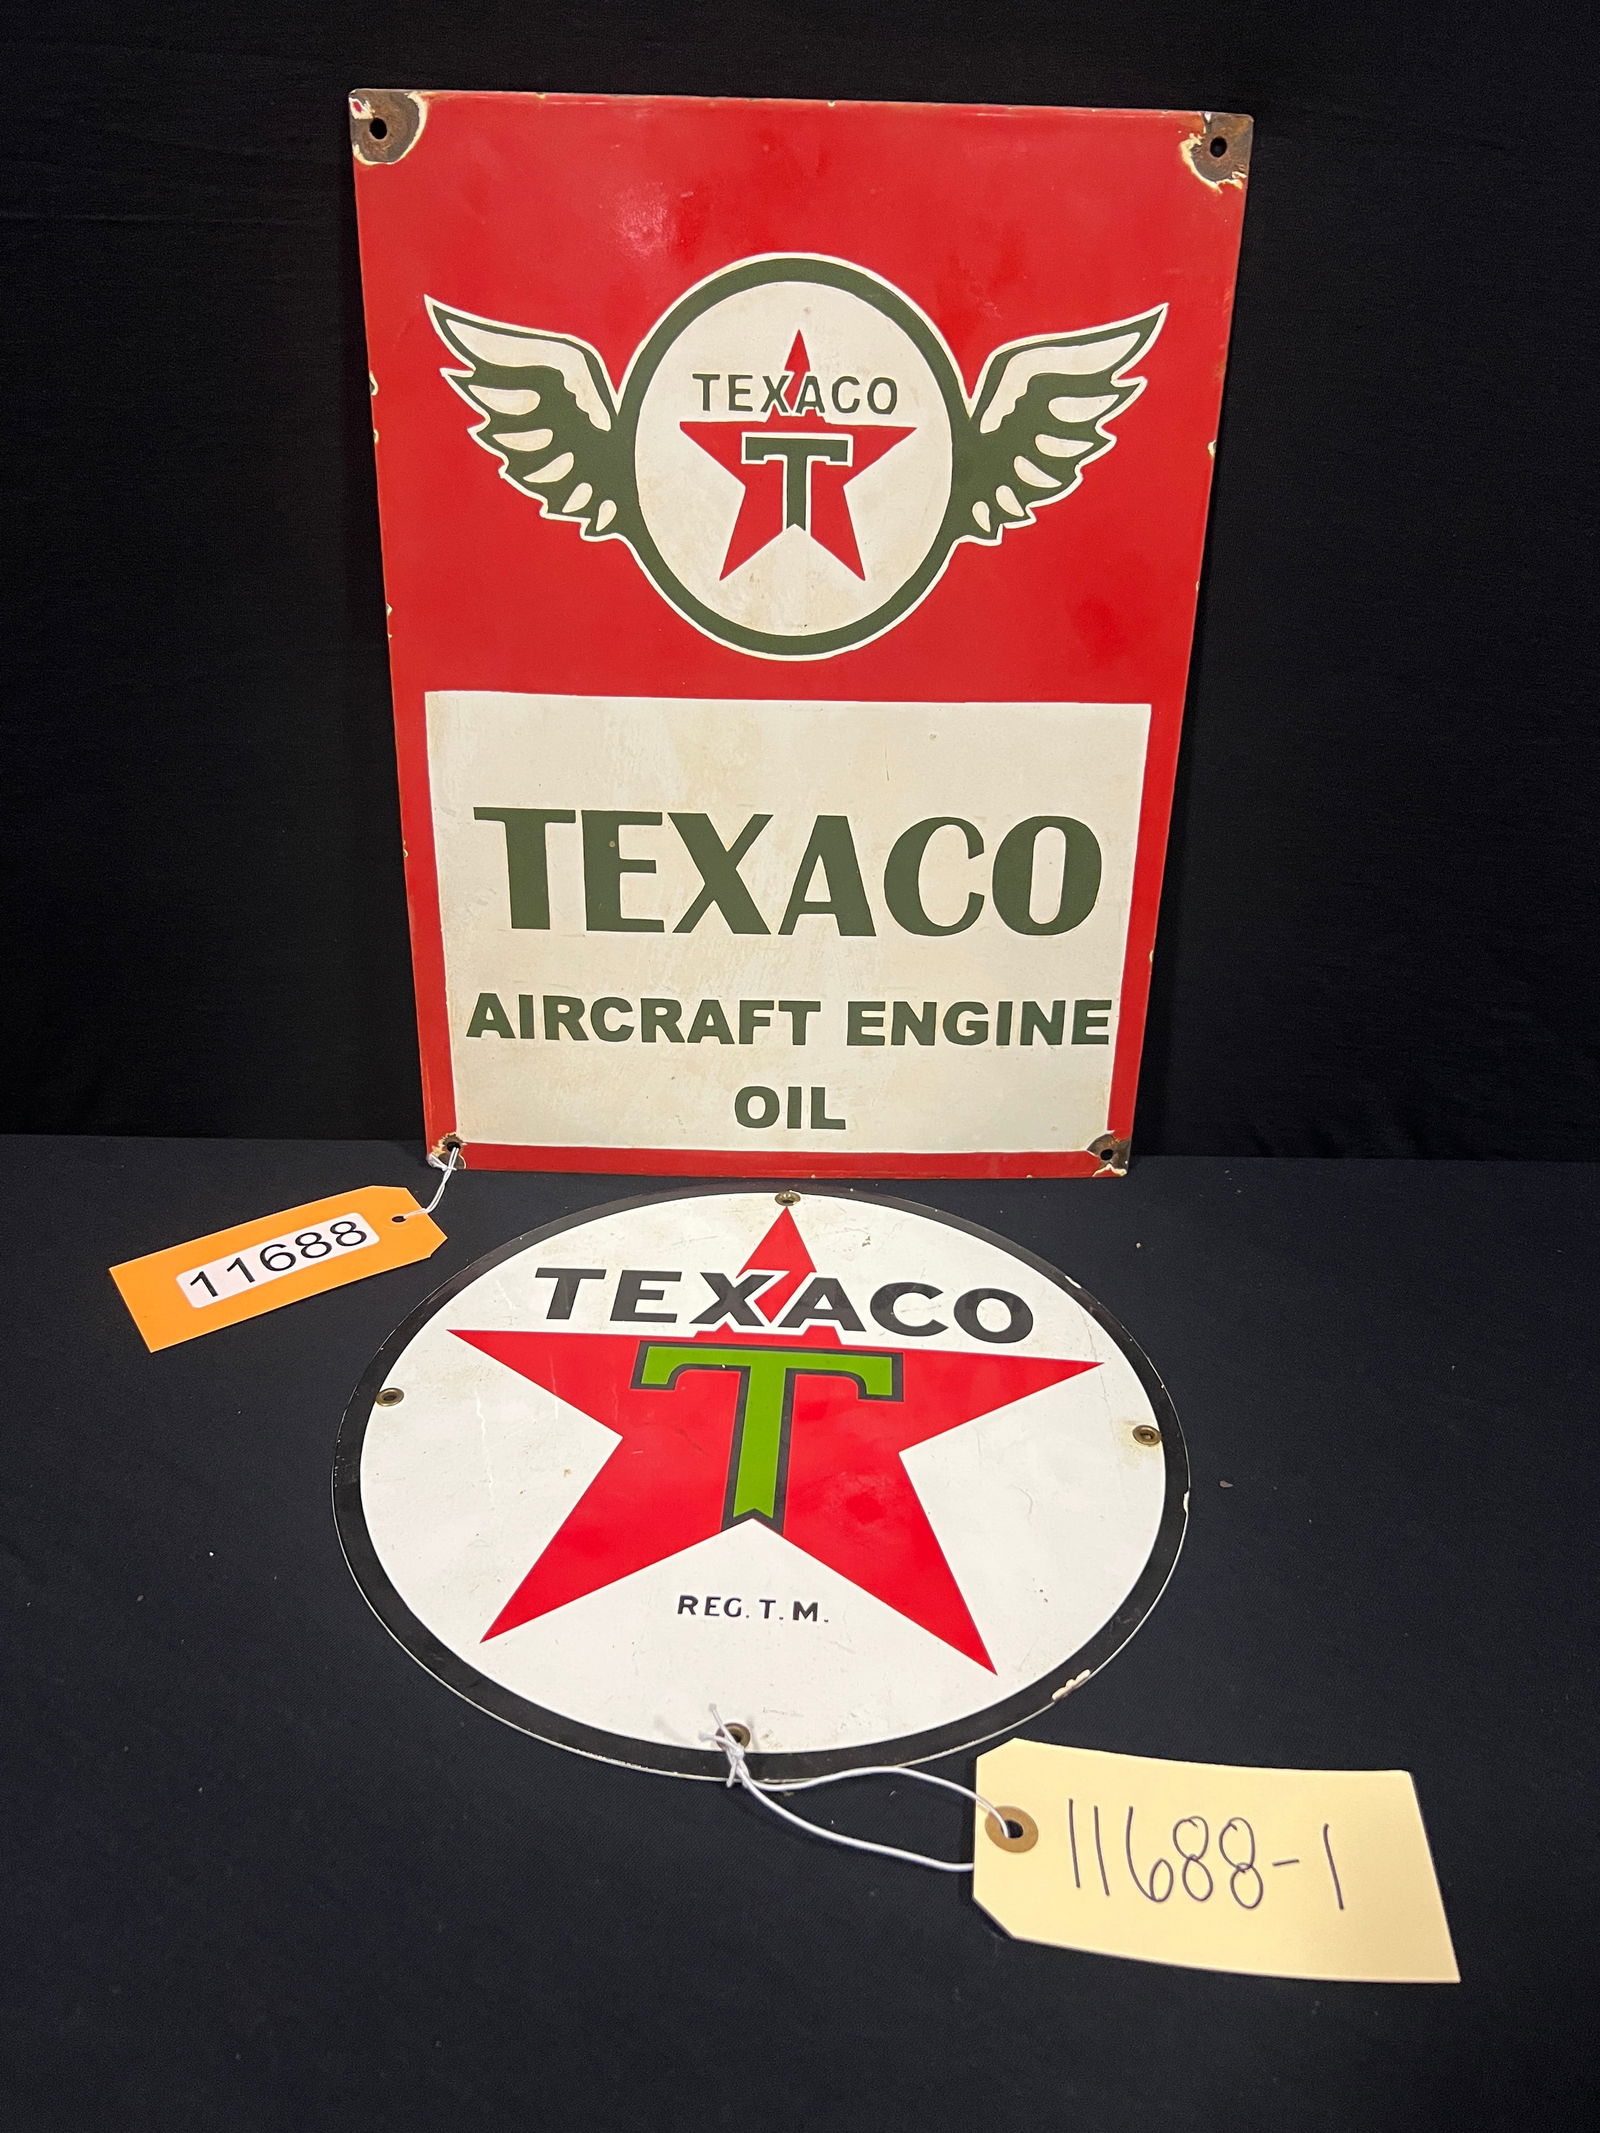 TEXACO
T
TEXACO
AIRCRAFT ENGINE
OIL
11688
TEXACO
T
REG. T. M.
11688-1